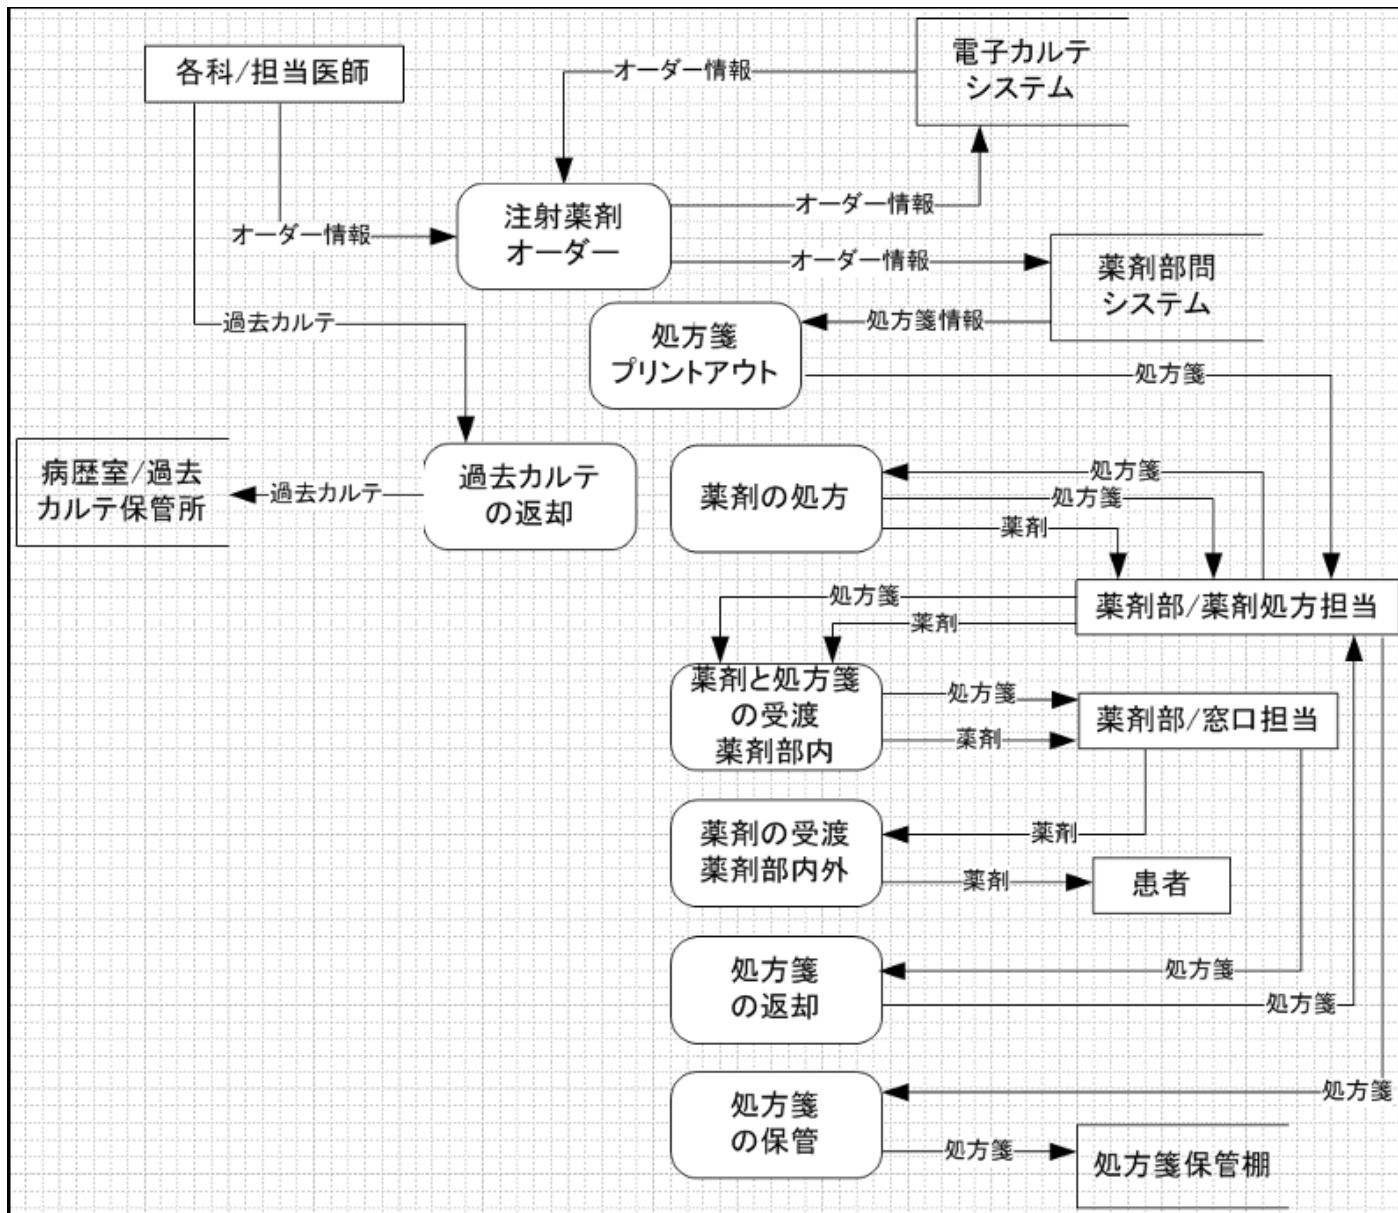 電子カルテ
システム
各科/担当医師
オーダー情報
注射薬剤
オーダー
オーダー情報
オーダー情報
オーダー情報
薬剤部問
システム
過去カルテ
処方箋情報
処方箋
プリントアウト
処方箋
病歴室/過去
カルテ保管所
過去カルテ
過去カルテ
の返却
薬剤の処方
処方箋
処方箋
薬剤
処方箋
薬剤
薬剤部/薬剤処方担当
薬剤と処方箋
の受渡
薬剤部内
処方箋
薬剤
薬剤部/窓口担当
薬剤の受渡
薬剤部内外
薬剤
薬剤
患者
処方箋
の返却
処方箋
処方箋
処方箋
の保管
処方箋
処方箋
処方箋保管棚